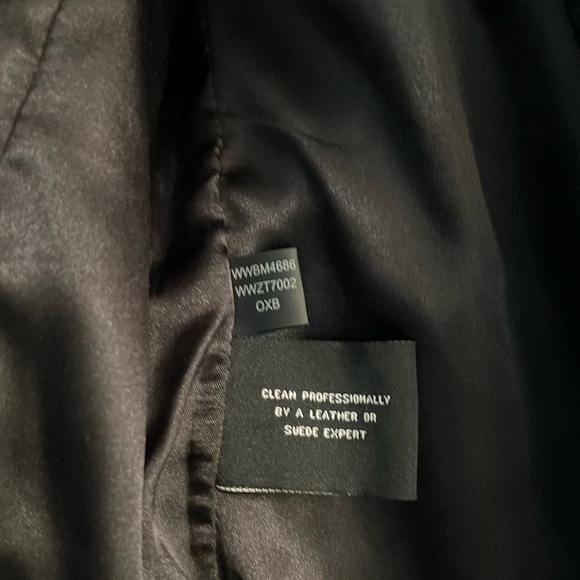 WWBM4686
WWZT7002
OXB
CLEAN PROFESSIONALLY
BY A LEATHER OR
SUEDE EXPERT